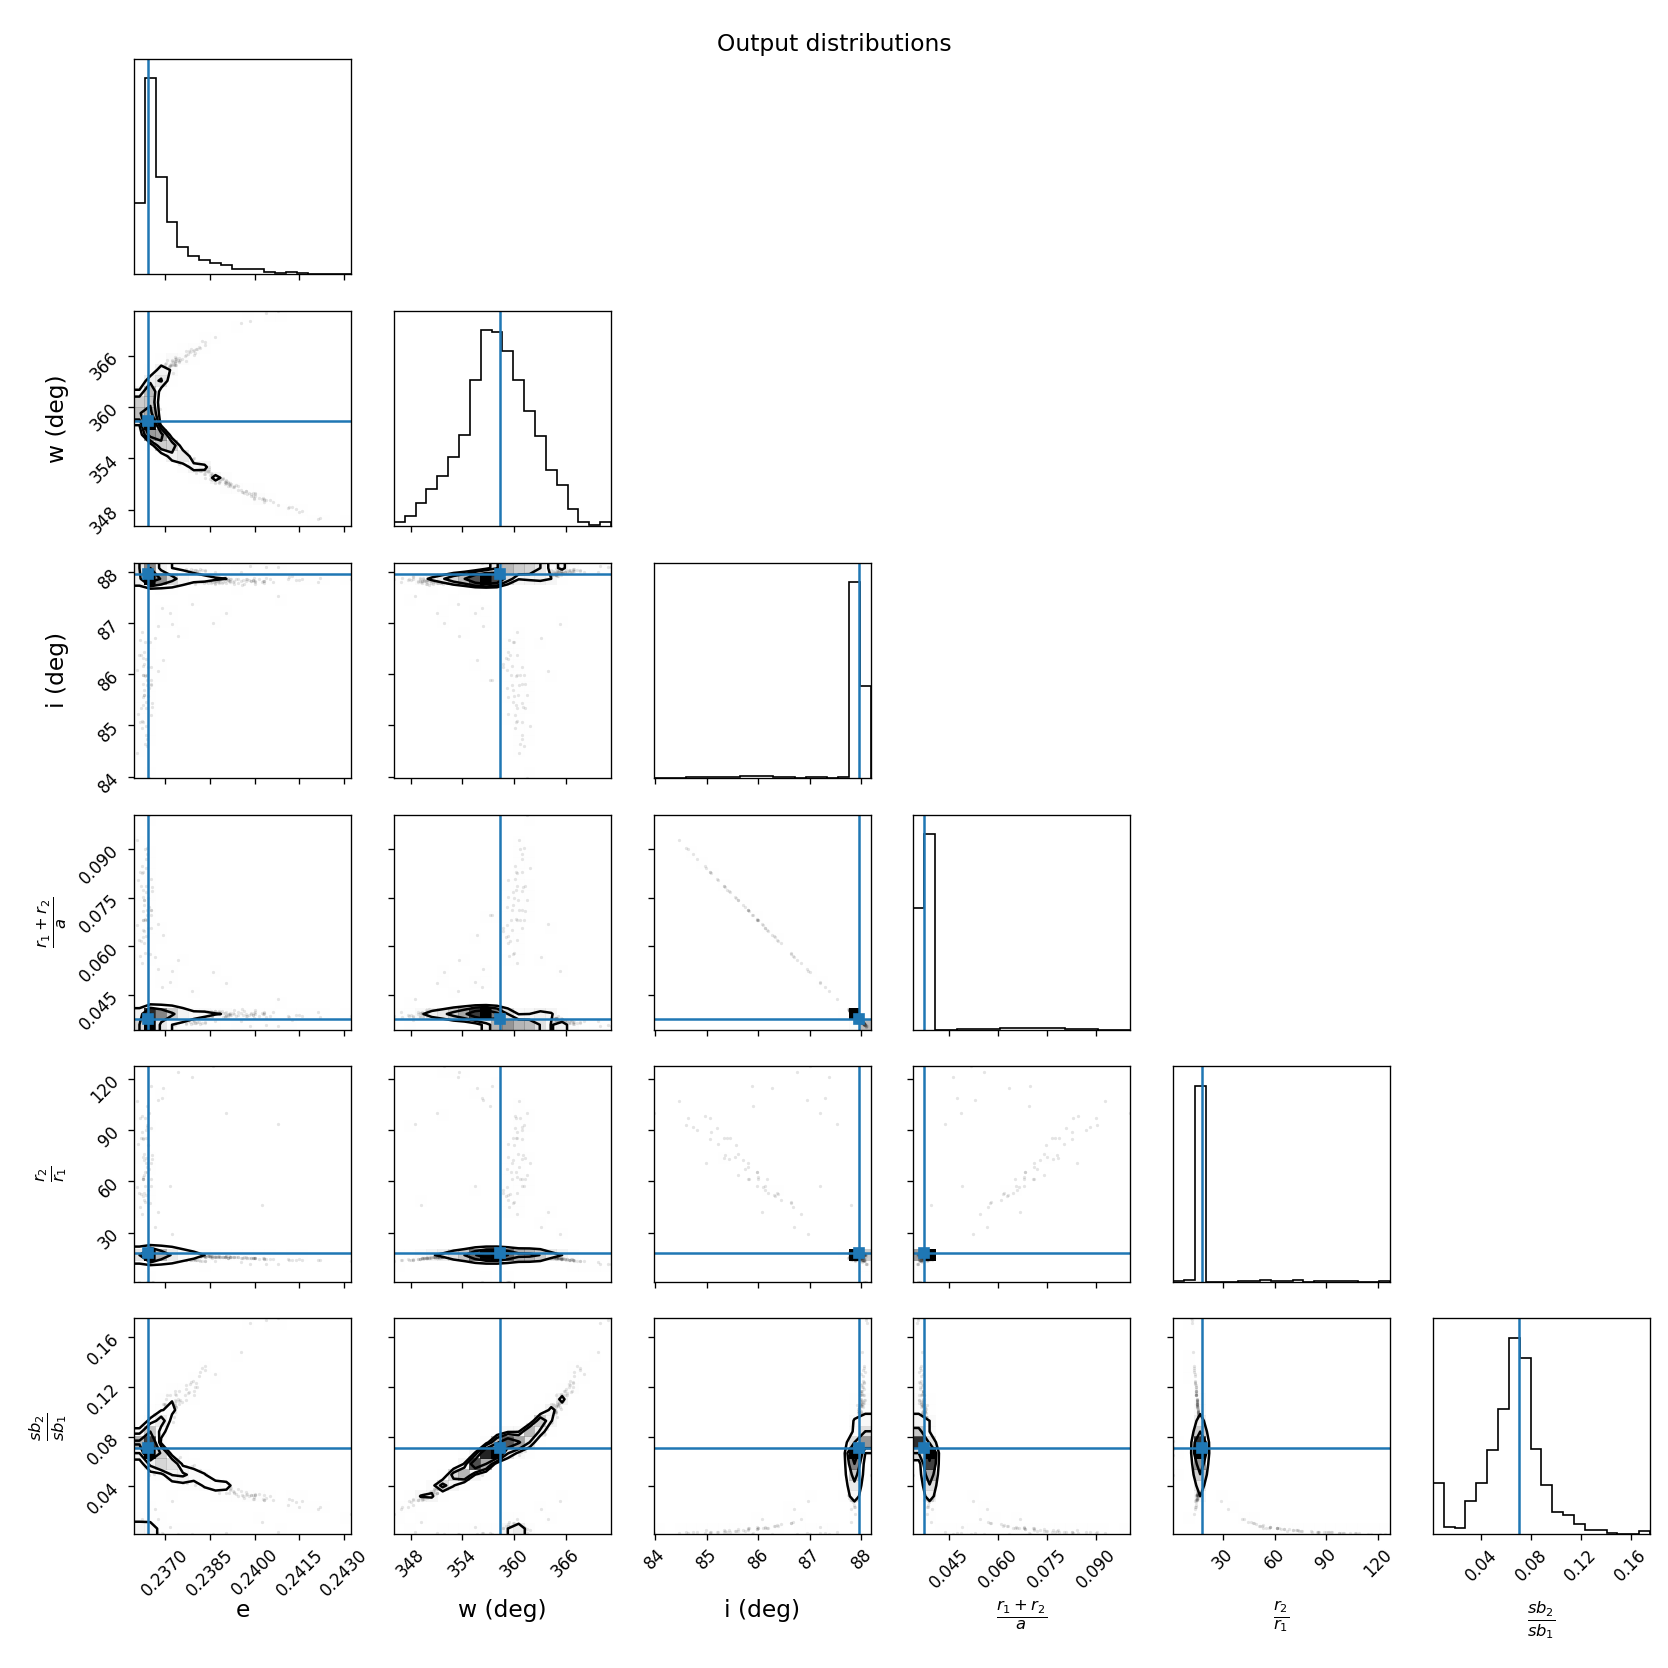 Output distributions
w (deg)
366
360
354
348
i (deg)
88
87
86
85
84
r₁ + r₂
a
0.090
0.075
0.060
0.045
r₂
r₁
120
90
60
30
sb₂
sb₁
0.16
0.12
0.08
0.04
0.2370 0.2385 0.2400 0.2415 0.2430
348 354 360 366
84 85 86 87 88
0.045 0.060 0.075 0.090
30 60 90 120
0.04 0.08 0.12 0.16
e
w (deg)
i (deg)
r₁ + r₂
a
r₂
r₁
sb₂
sb₁